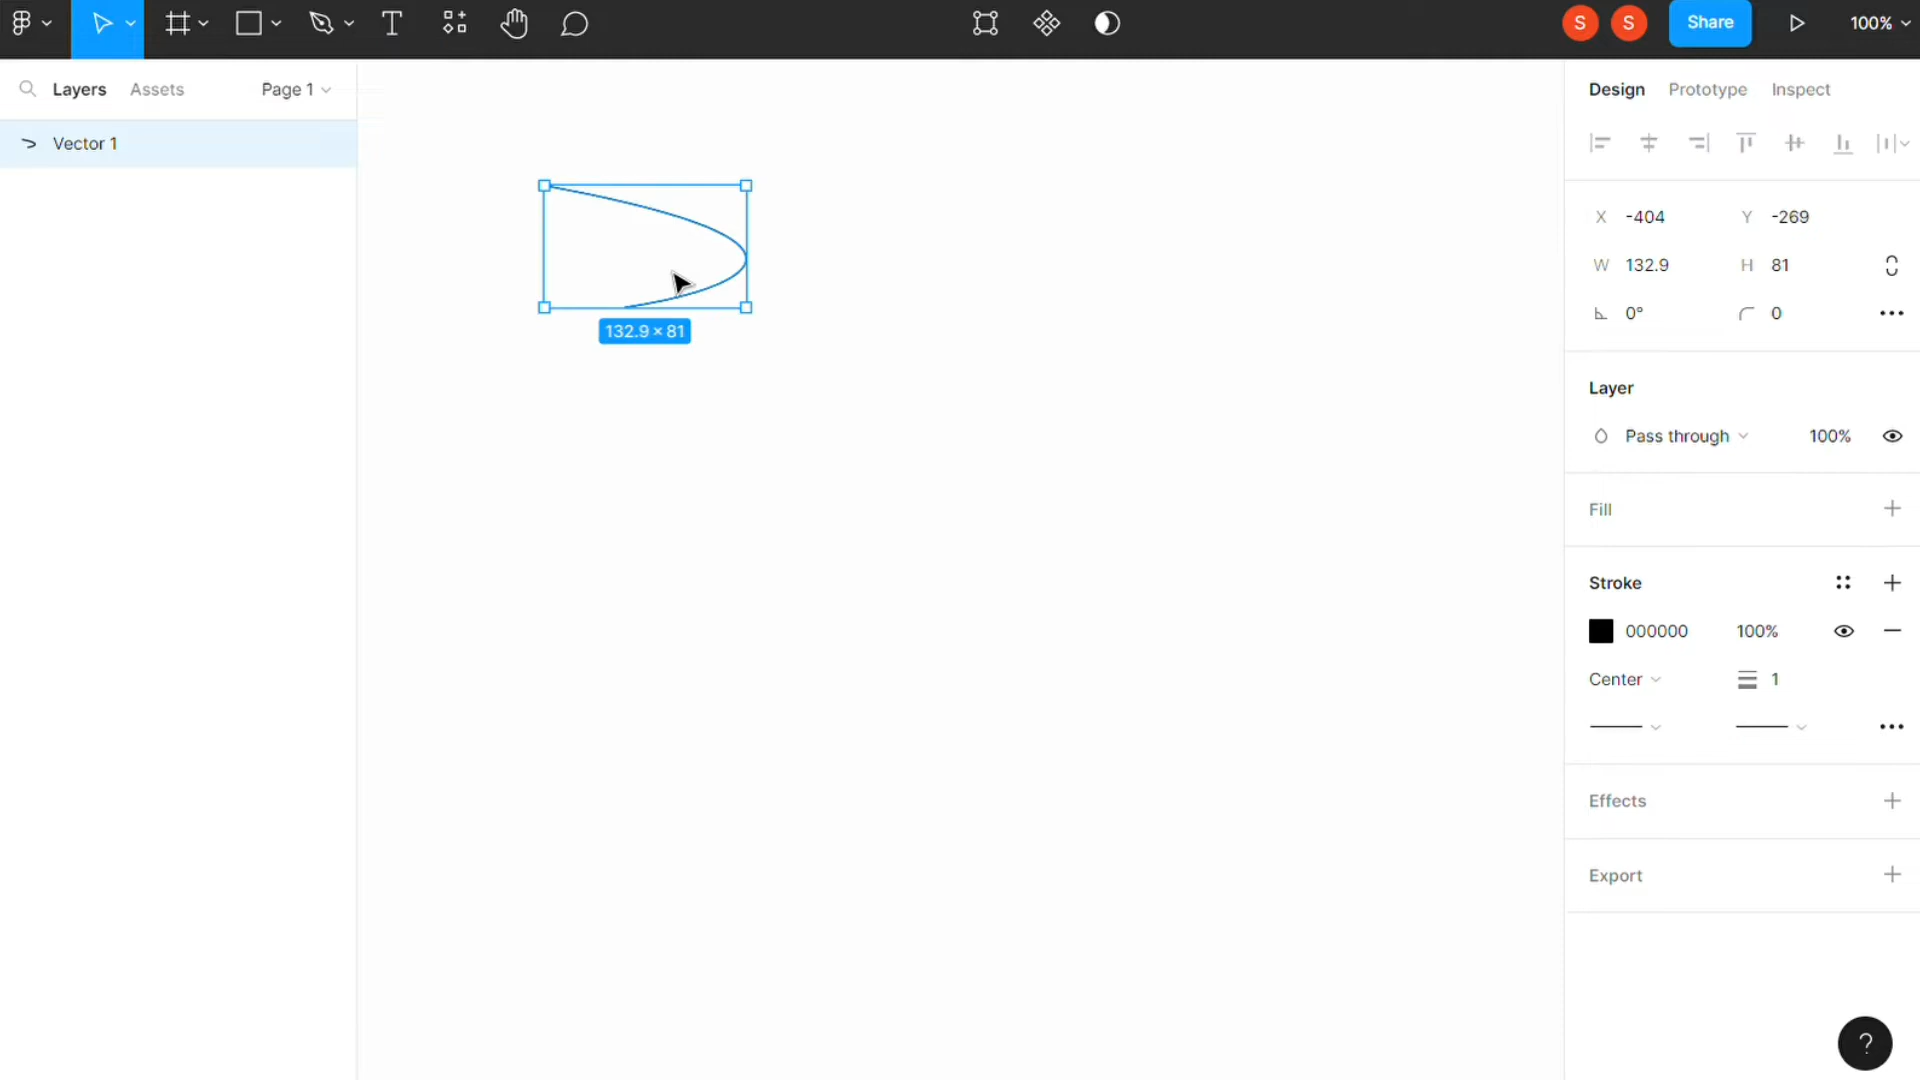 S
S
Share
100%
Layers
Assets
Page 1
Design
Prototype
Inspect
Vector 1
X -404
Y -269
W 132.9
H 81
0°
0
132.9 × 81
Layer
Pass through
100%
Fill
Stroke
000000
100%
Center
1
Effects
Export
?